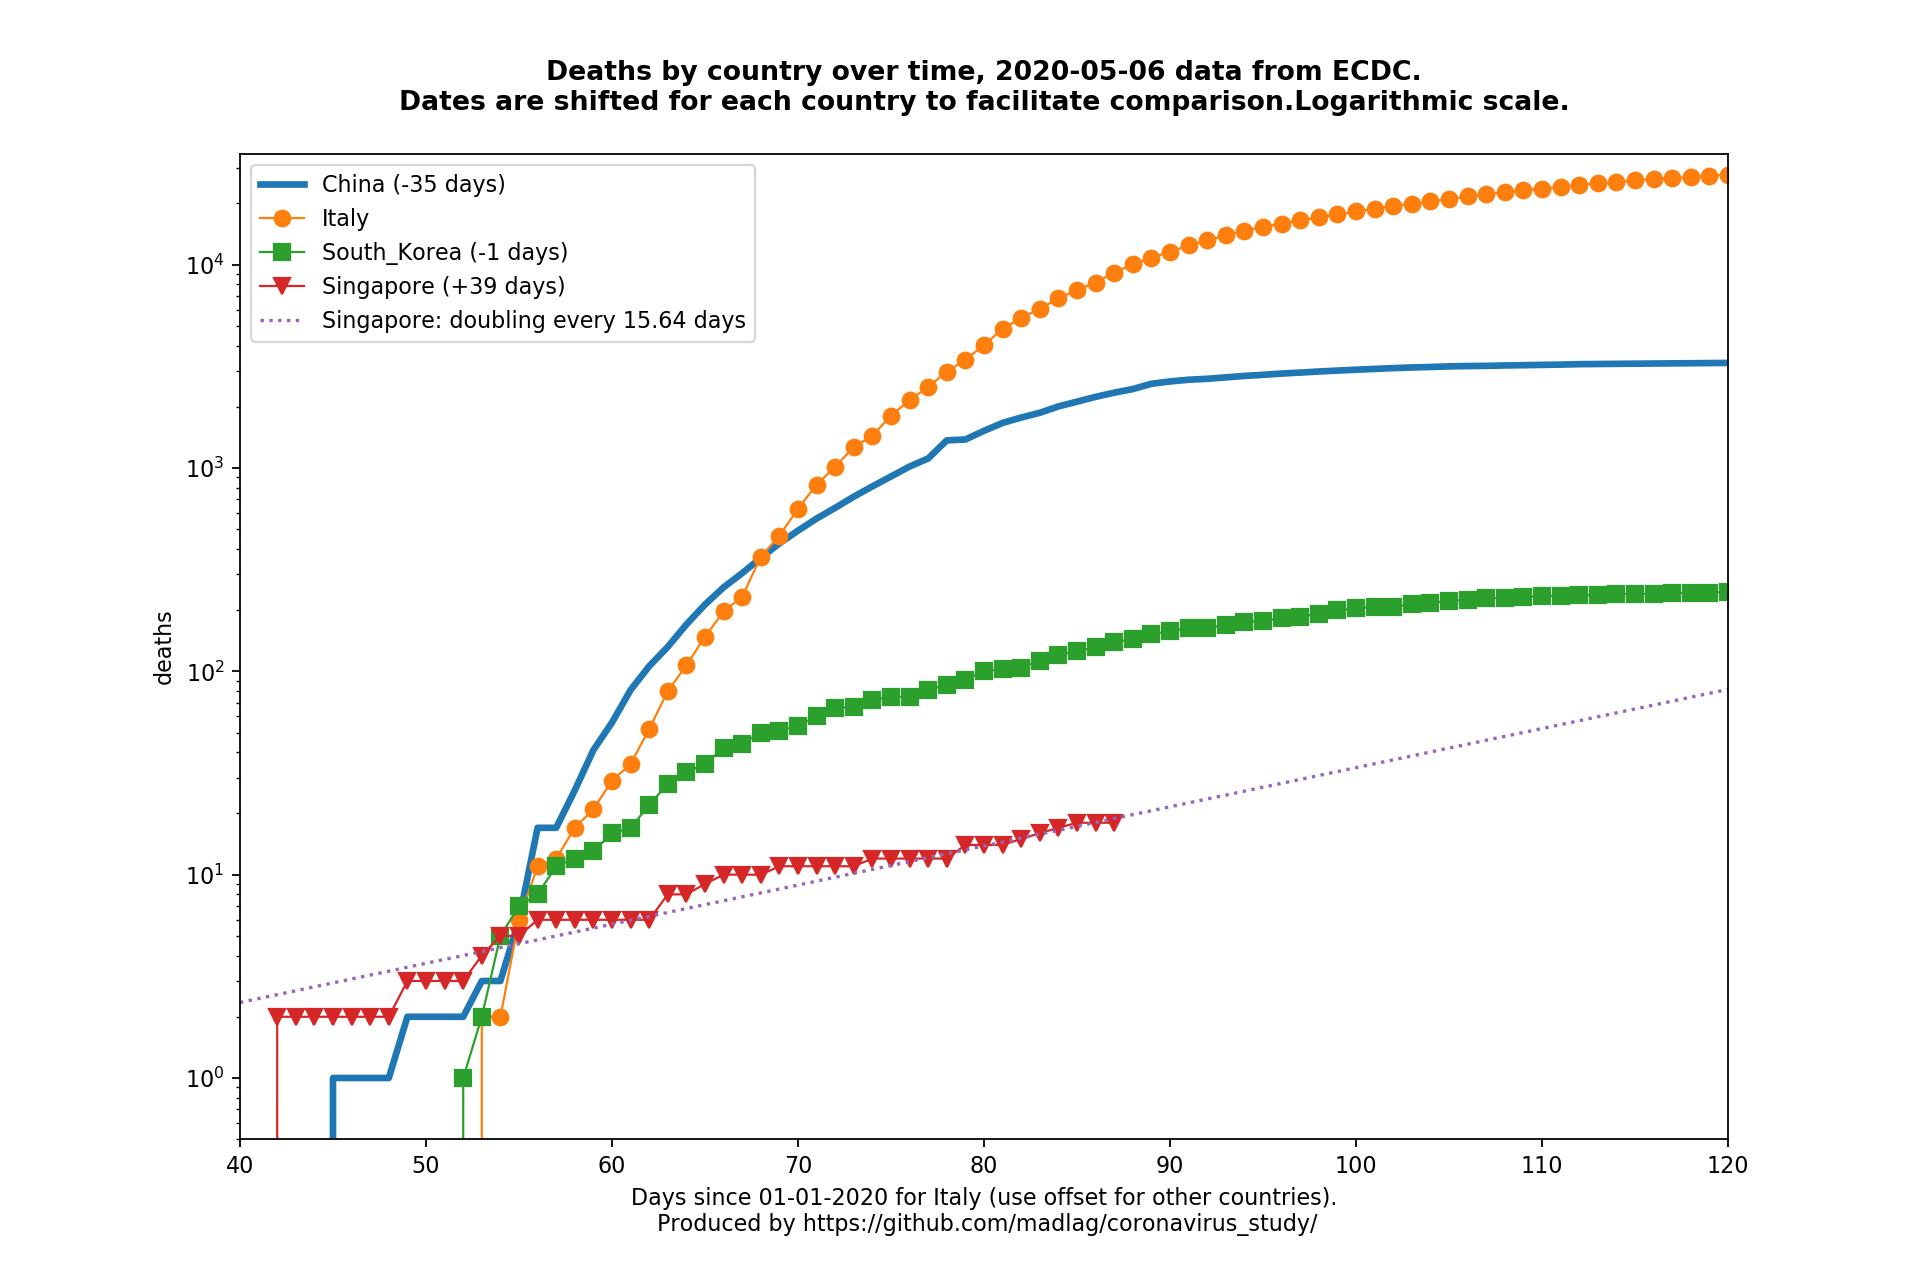 Deaths by country over time, 2020-05-06 data from ECDC.
Dates are shifted for each country to facilitate comparison.Logarithmic scale.
China (-35 days)
Italy
South_Korea (-1 days)
Singapore (+39 days)
Singapore: doubling every 15.64 days
deaths
10⁴
10³
10²
10¹
10⁰
40 50 60 70 80 90 100 110 120
Days since 01-01-2020 for Italy (use offset for other countries).
Produced by https://github.com/madlag/coronavirus_study/